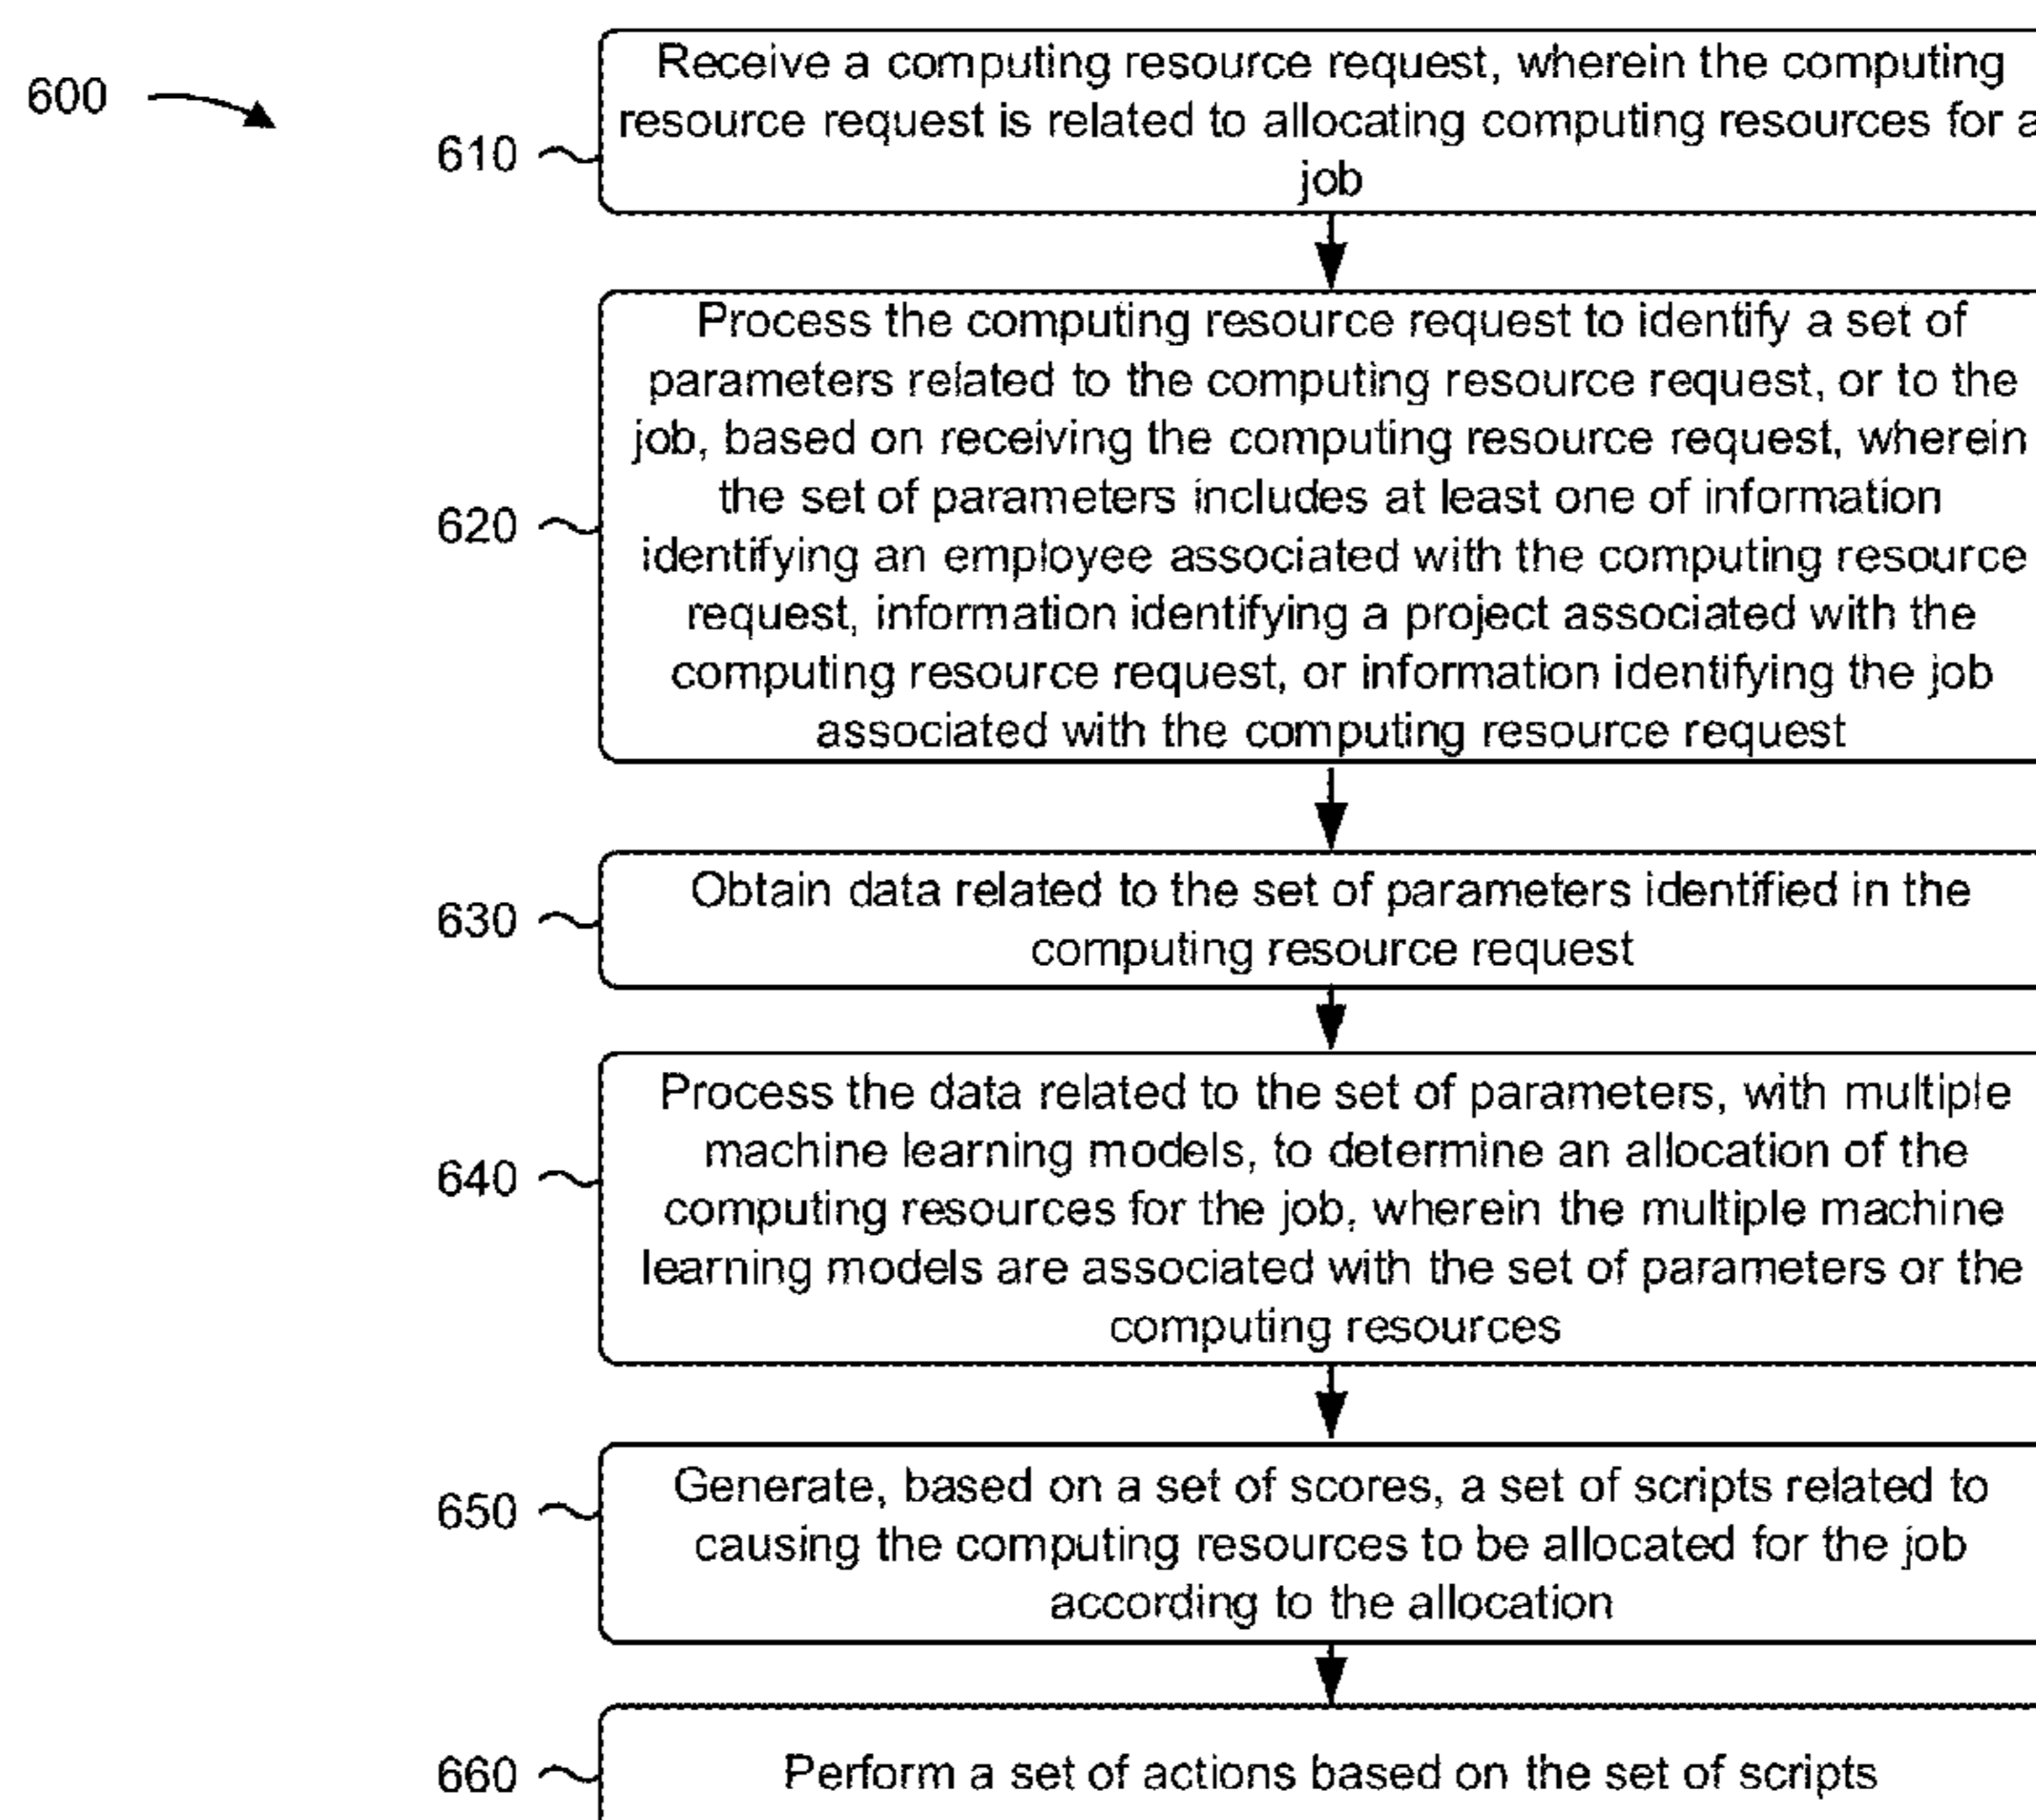 600
610
Receive a computing resource request, wherein the computing
resource request is related to allocating computing resources for a
job
620
Process the computing resource request to identify a set of
parameters related to the computing resource request, or to the
job, based on receiving the computing resource request, wherein
the set of parameters includes at least one of information
identifying an employee associated with the computing resource
request, information identifying a project associated with the
computing resource request, or information identifying the job
associated with the computing resource request
630
Obtain data related to the set of parameters identified in the
computing resource request
640
Process the data related to the set of parameters, with multiple
machine learning models, to determine an allocation of the
computing resources for the job, wherein the multiple machine
learning models are associated with the set of parameters or the
computing resources
650
Generate, based on a set of scores, a set of scripts related to
causing the computing resources to be allocated for the job
according to the allocation
660
Perform a set of actions based on the set of scripts